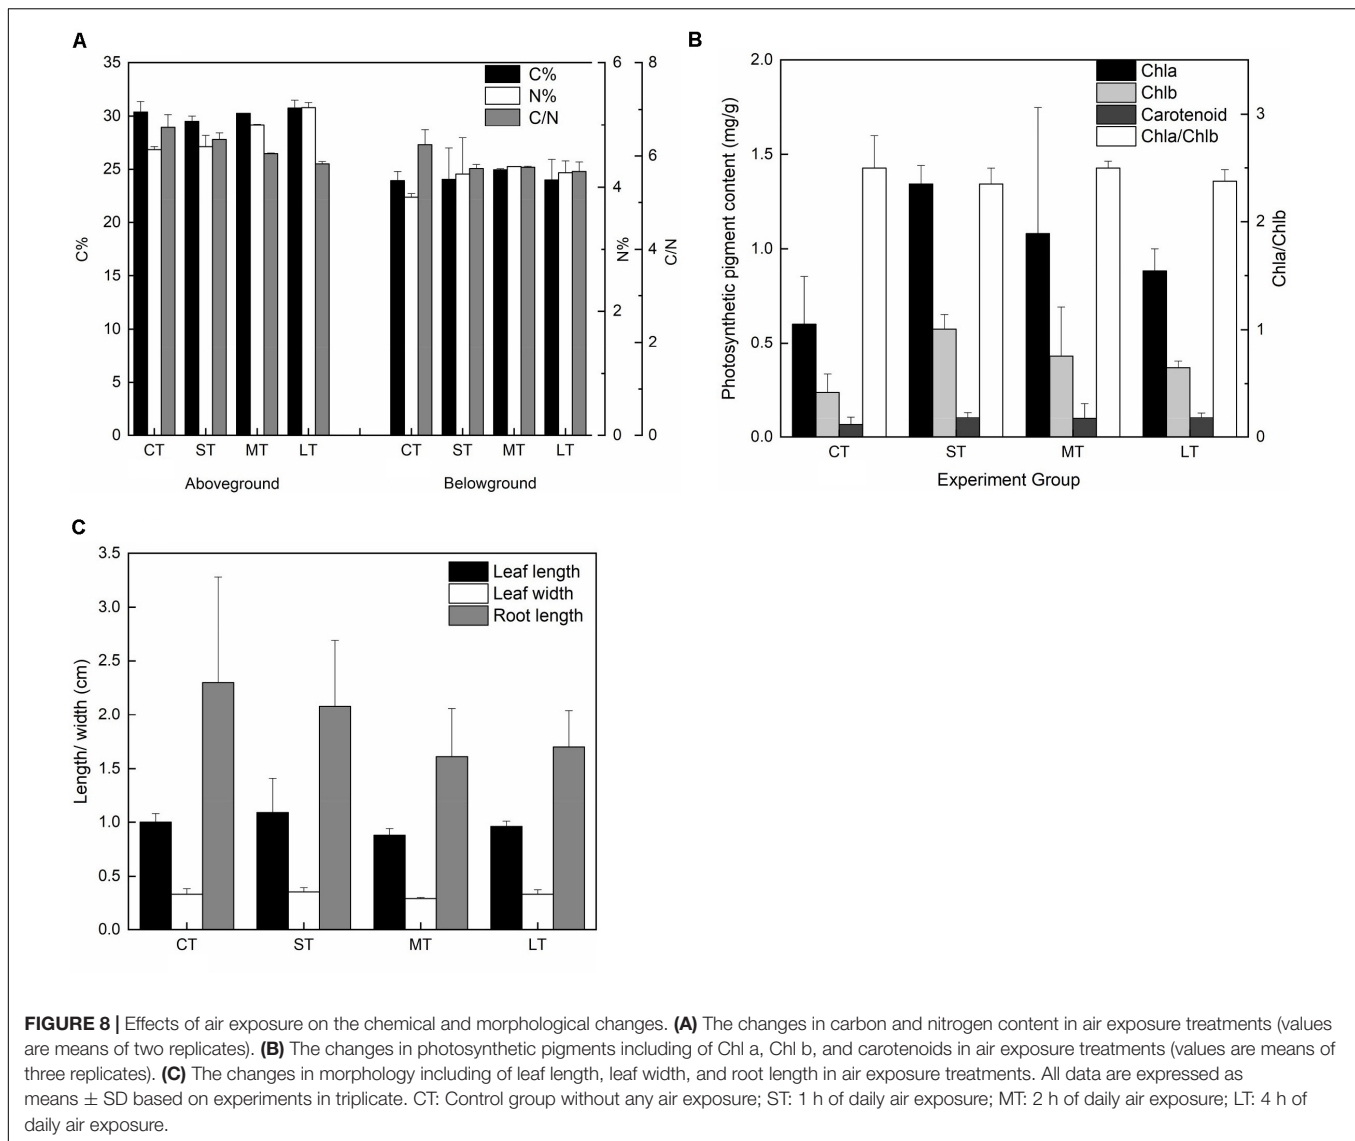 A
35
30
25
20
15
10
5
0
C%
C%
N%
C/N
6
4
2
0
N%
8
6
4
2
0
C/N
CT ST MT LT CT ST MT LT
Aboveground Belowground
B
2.0
1.5
1.0
0.5
0.0
Photosynthetic pigment content (mg/g)
Chla
Chlb
Carotenoid
Chla/Chlb
3
2
1
0
Chla/Chlb
CT ST MT LT
Experiment Group
C
3.5
3.0
2.5
2.0
1.5
1.0
0.5
0.0
Length/ width (cm)
Leaf length
Leaf width
Root length
CT ST MT LT
FIGURE 8 | Effects of air exposure on the chemical and morphological changes. (A) The changes in carbon and nitrogen content in air exposure treatments (values
are means of two replicates). (B) The changes in photosynthetic pigments including of Chl a, Chl b, and carotenoids in air exposure treatments (values are means of
three replicates). (C) The changes in morphology including of leaf length, leaf width, and root length in air exposure treatments. All data are expressed as
means ± SD based on experiments in triplicate. CT: Control group without any air exposure; ST: 1 h of daily air exposure; MT: 2 h of daily air exposure; LT: 4 h of
daily air exposure.